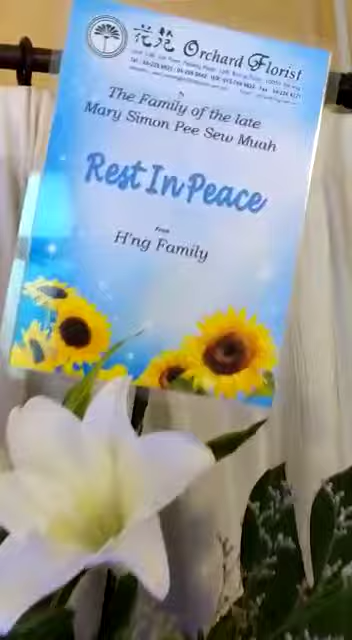 花苑 Orchard Florist
To
The Family of the late
Mary Simon Pee Sew Muah
Rest In Peace
From
H'ng Family